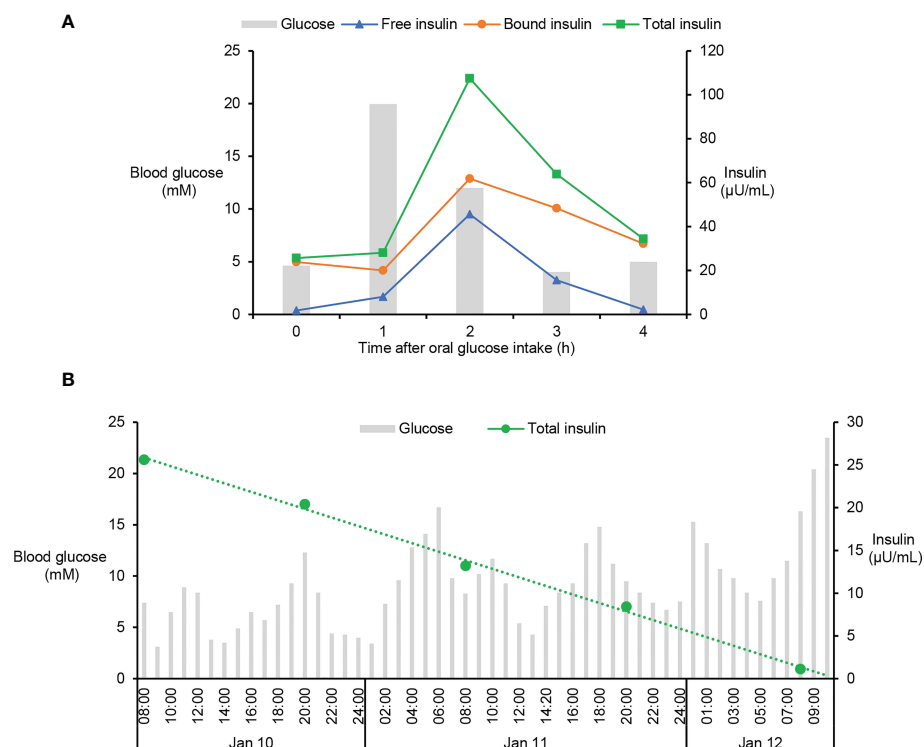 A
Glucose Free insulin Bound insulin Total insulin
25 120
100
20
80
15
Blood glucose Insulin
(mM) 60 (µU/mL)
10
40
5
20
0 0
0 1 2 3 4
Time after oral glucose intake (h)
B
25 30
Glucose Total insulin
25
20
20
15
Blood glucose 15 Insulin
(mM) (µU/mL)
10
10
5
5
0 0
08:00 10:00 12:00 14:00 16:00 18:00 20:00 22:00 24:00 02:00 04:00 06:00 08:00 10:00 12:00 14:00 16:00 18:00 20:00 22:00 24:00 01:00 03:00 05:00 07:00 09:00
Jan 10 Jan 11 Jan 12